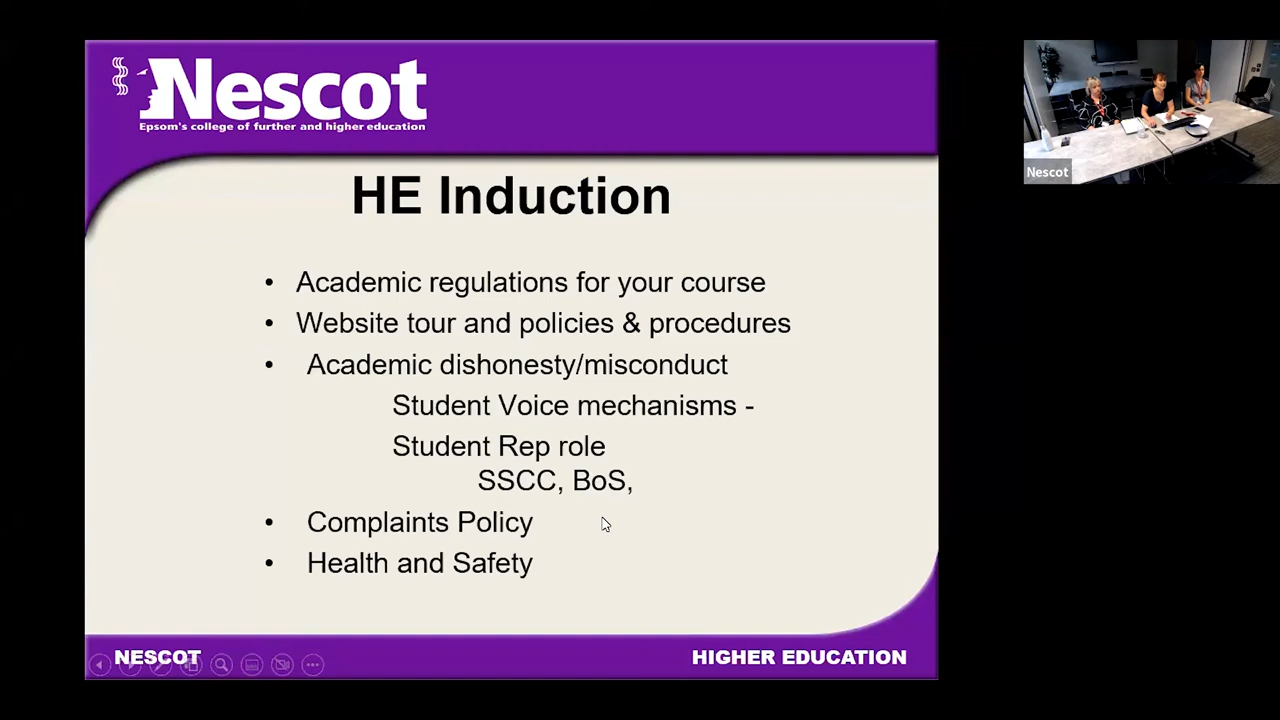 Nescot
Epsom's college of further and higher education
HE Induction
• Academic regulations for your course
• Website tour and policies & procedures
• Academic dishonesty/misconduct
Student Voice mechanisms -
Student Rep role
SSCC, BoS,
• Complaints Policy
• Health and Safety
NESCOT
HIGHER EDUCATION
Nescot